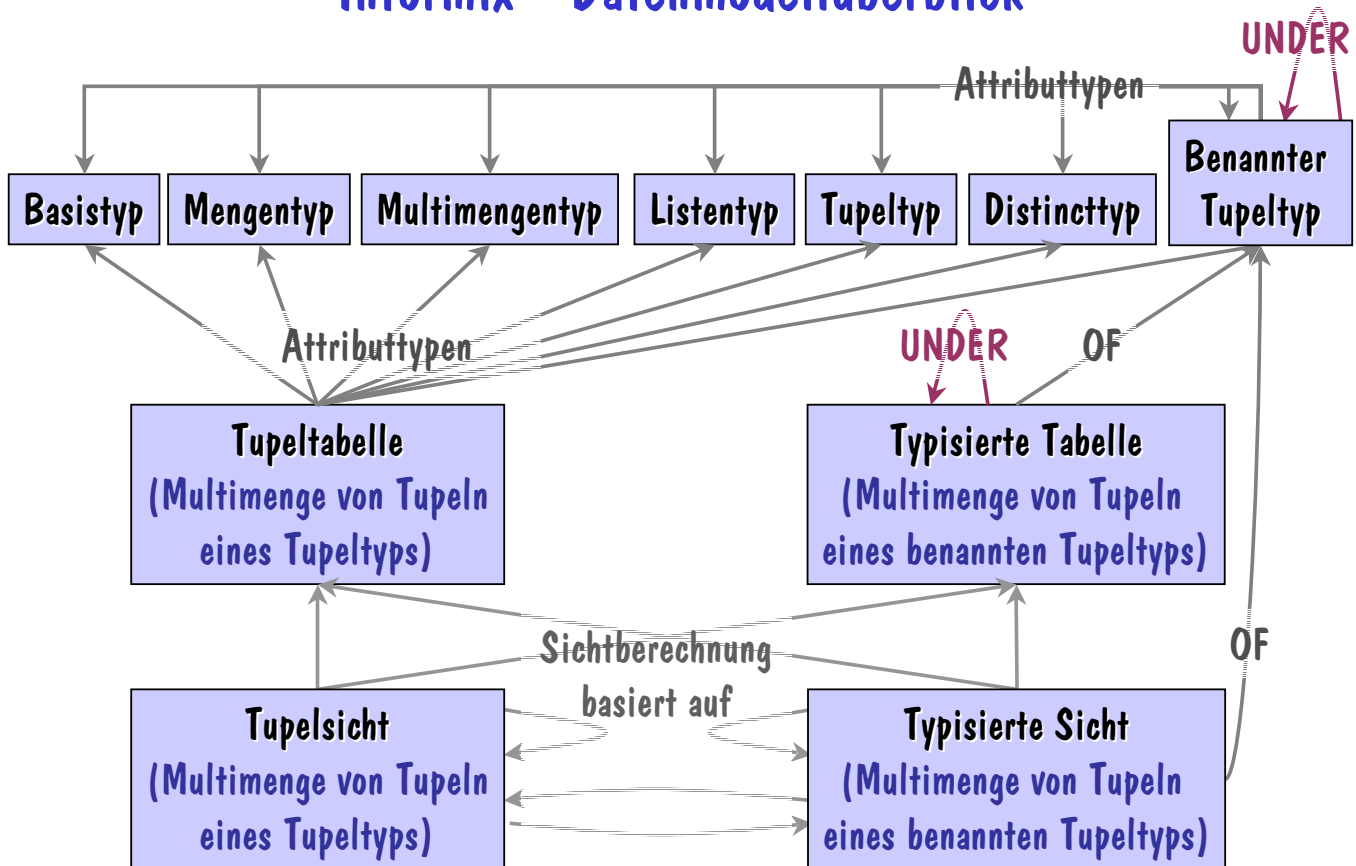 Informix – Datenmodellüberblick
UNDER
Attributtypen
Benannter
Tupeltyp
Basistyp
Mengentyp
Multimengentyp
Listentyp
Tupeltyp
Distincttyp
Attributtypen
UNDER
OF
Tupeltabelle
(Multimenge von Tupeln
eines Tupeltyps)
Typisierte Tabelle
(Multimenge von Tupeln
eines benannten Tupeltyps)
Sichtberechnung
basiert auf
OF
Tupelsicht
(Multimenge von Tupeln
eines Tupeltyps)
Typisierte Sicht
(Multimenge von Tupeln
eines benannten Tupeltyps)